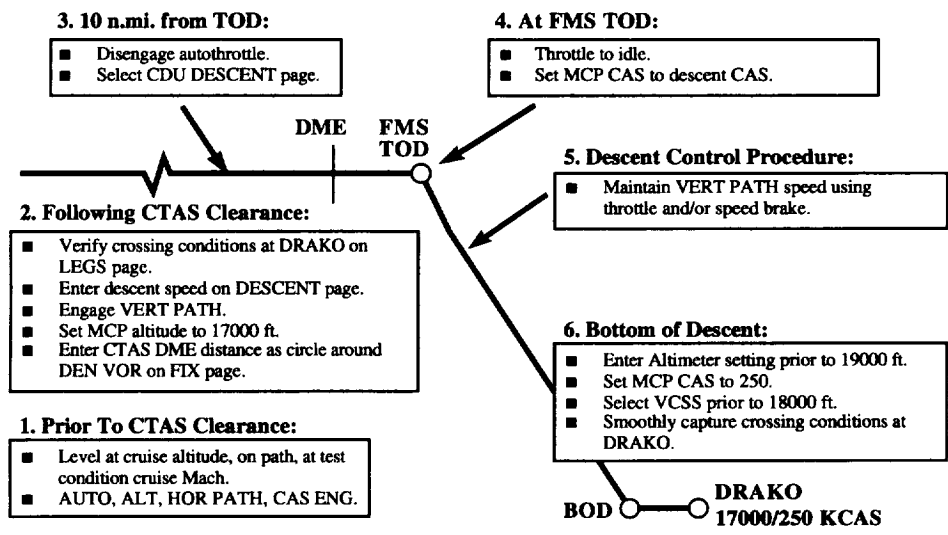 3. 10 n.mi. from TOD:
■ Disengage autothrottle.
■ Select CDU DESCENT page.
4. At FMS TOD:
■ Throttle to idle.
■ Set MCP CAS to descent CAS.
DME
FMS
TOD
5. Descent Control Procedure:
■ Maintain VERT PATH speed using
throttle and/or speed brake.
2. Following CTAS Clearance:
■ Verify crossing conditions at DRAKO on
LEGS page.
■ Enter descent speed on DESCENT page.
■ Engage VERT PATH.
■ Set MCP altitude to 17000 ft.
■ Enter CTAS DME distance as circle around
DEN VOR on FIX page.
6. Bottom of Descent:
■ Enter Altimeter setting prior to 19000 ft.
■ Set MCP CAS to 250.
■ Select VCSS prior to 18000 ft.
■ Smoothly capture crossing conditions at
DRAKO.
1. Prior To CTAS Clearance:
■ Level at cruise altitude, on path, at test
condition cruise Mach.
■ AUTO, ALT, HOR PATH, CAS ENG.
BOD
DRAKO
17000/250 KCAS